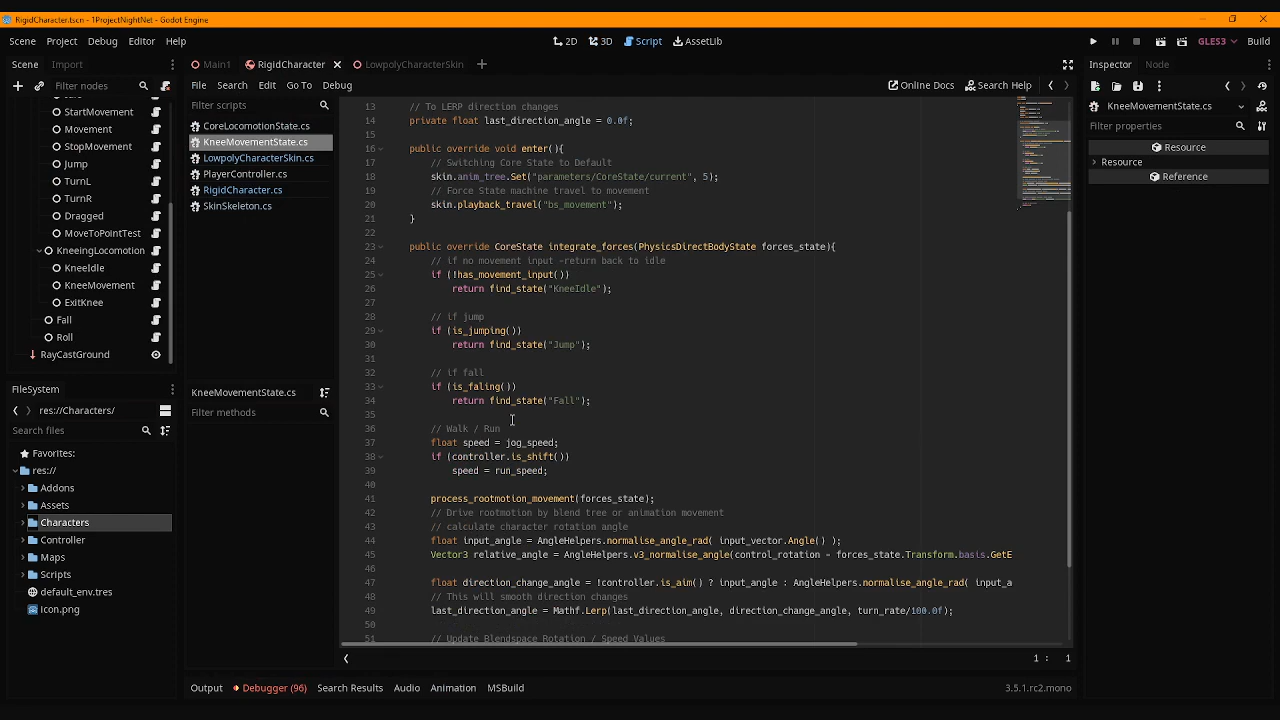 RigidCharacter.tscn - 1ProjectNightNet - Godot Engine
Scene Project Debug Editor Help
2D 3D Script AssetLib
GLES3 Build
Scene Import
Filter nodes
StartMovement
Movement
StopMovement
Jump
TurnL
TurnR
Dragged
MoveToPointTest
KneeingLocomotion
KneeIdle
KneeMovement
ExitKnee
Fall
Roll
RayCastGround
FileSystem
res://Characters/
Search files
Favorites:
res://
Addons
Assets
Characters
Controller
Maps
Scripts
default_env.tres
icon.png
Main1 RigidCharacter LowpolyCharacterSkin
File Search Edit Go To Debug
Online Docs Search Help
Filter scripts
CoreLocomotionState.cs
KneeMovementState.cs
LowpolyCharacterSkin.cs
PlayerController.cs
RigidCharacter.cs
SkinSkeleton.cs
KneeMovementState.cs
Filter methods
13 // To LERP direction changes
14 private float last_direction_angle = 0.0f;
15
16 public override void enter(){
17 // Switching Core State to Default
18 skin.anim_tree.Set("parameters/CoreState/current", 5);
19 // Force State machine travel to movement
20 skin.playback_travel("bs_movement");
21 }
22
23 public override CoreState integrate_forces(PhysicsDirectBodyState forces_state){
24 // if no movement input -return back to idle
25 if (!has_movement_input())
26 return find_state("KneeIdle");
27
28 // if jump
29 if (is_jumping())
30 return find_state("Jump");
31
32 // if fall
33 if (is_faling())
34 return find_state("Fall");
35
36 // Walk / Run
37 float speed = jog_speed;
38 if (controller.is_shift())
39 speed = run_speed;
40
41 process_rootmotion_movement(forces_state);
42 // Drive rootmotion by blend tree or animation movement
43 // calculate character rotation angle
44 float input_angle = AngleHelpers.normalise_angle_rad( input_vector.Angle() );
45 Vector3 relative_angle = AngleHelpers.v3_normalise_angle(control_rotation - forces_state.Transform.basis.GetE
46
47 float direction_change_angle = !controller.is_aim() ? input_angle : AngleHelpers.normalise_angle_rad( input_a
48 // This will smooth direction changes
49 last_direction_angle = Mathf.Lerp(last_direction_angle, direction_change_angle, turn_rate/100.0f);
50
51 // Update Blendspace Rotation / Speed Values
1 : 1
Output Debugger (96) Search Results Audio Animation MSBuild
3.5.1.rc2.mono
Inspector Node
KneeMovementState.cs
Filter properties
Resource
Resource
Reference